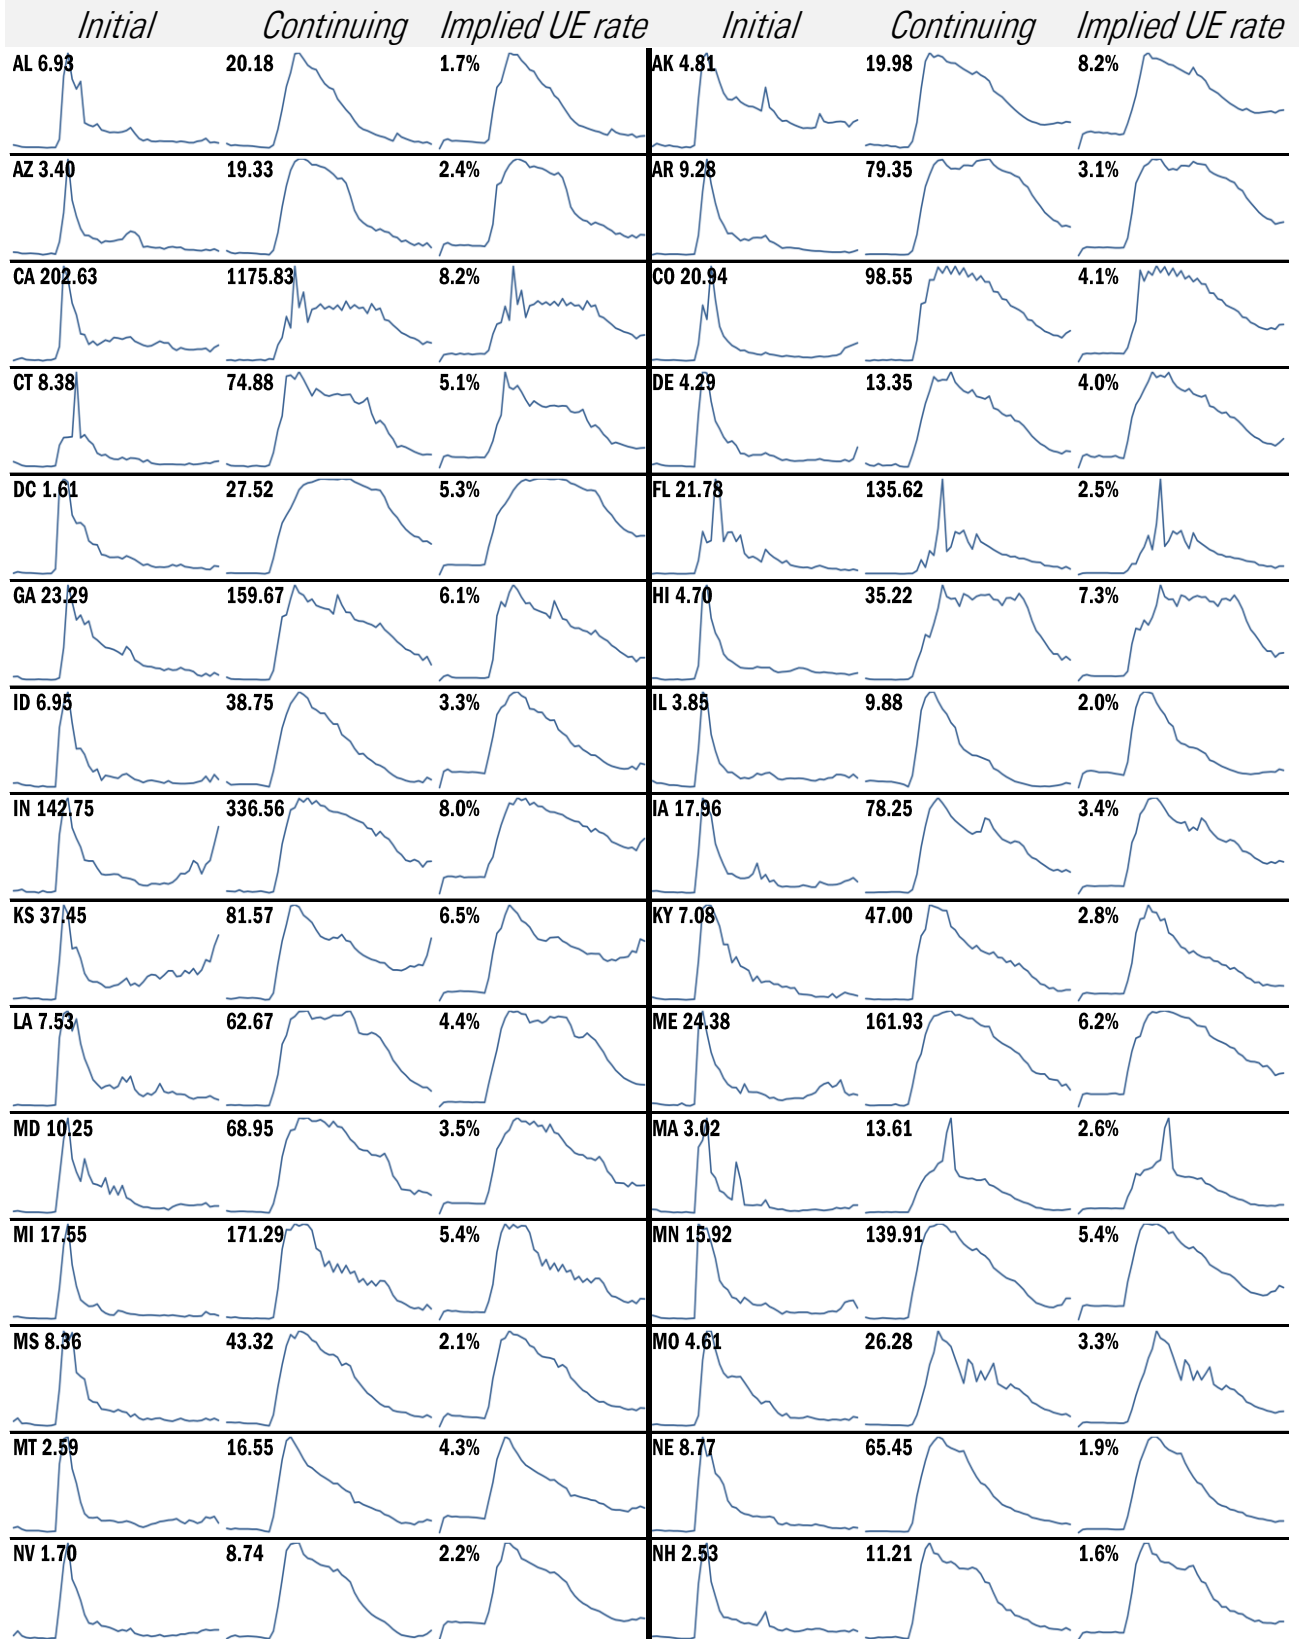 Initial Continuing Implied UE rate Initial Continuing Implied UE rate
AL 6.93 20.18 1.7% AK 4.81 19.98 8.2%
AZ 3.40 19.33 2.4% AR 9.28 79.35 3.1%
CA 202.63 1175.83 8.2% CO 20.94 98.55 4.1%
CT 8.38 74.88 5.1% DE 4.29 13.35 4.0%
DC 1.61 27.52 5.3% FL 21.78 135.62 2.5%
GA 23.29 159.67 6.1% HI 4.70 35.22 7.3%
ID 6.95 38.75 3.3% IL 3.85 9.88 2.0%
IN 142.75 336.56 8.0% IA 17.96 78.25 3.4%
KS 37.45 81.57 6.5% KY 7.08 47.00 2.8%
LA 7.53 62.67 4.4% ME 24.38 161.93 6.2%
MD 10.25 68.95 3.5% MA 3.02 13.61 2.6%
MI 17.55 171.29 5.4% MN 15.92 139.91 5.4%
MS 8.36 43.32 2.1% MO 4.61 26.28 3.3%
MT 2.59 16.55 4.3% NE 8.77 65.45 1.9%
NV 1.70 8.74 2.2% NH 2.53 11.21 1.6%